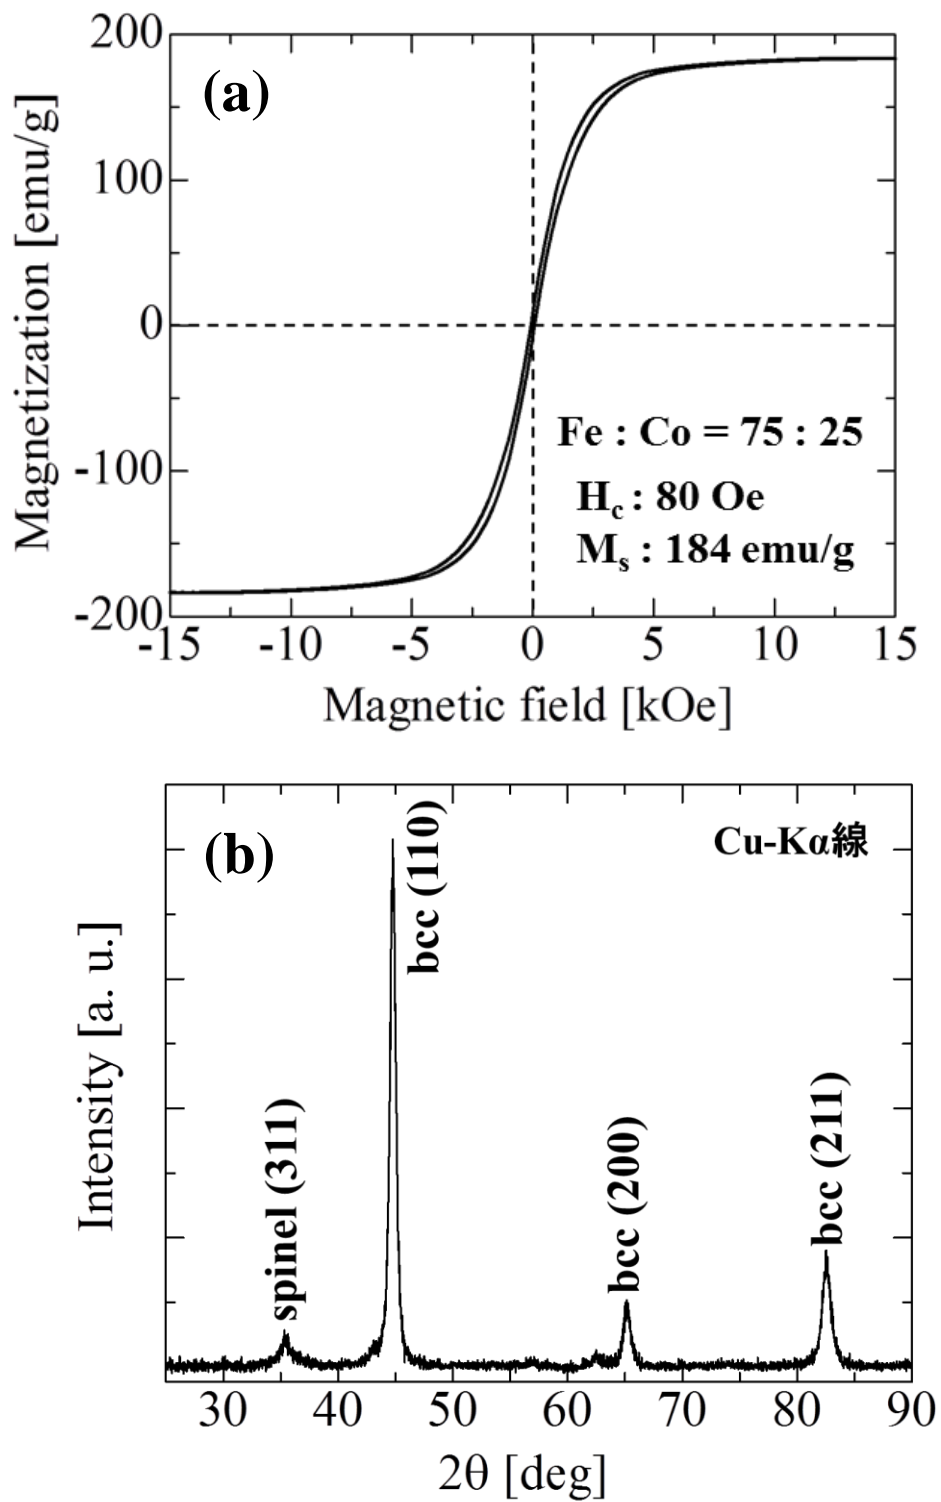 (a)
Magnetization [emu/g]
200
100
0
-100
-200
Fe : Co = 75 : 25
Hc : 80 Oe
Ms : 184 emu/g
-15 -10 -5 0 5 10 15
Magnetic field [kOe]
(b)
Cu-Kα線
Intensity [a. u.]
spinel (311)
bcc (110)
bcc (200)
bcc (211)
30 40 50 60 70 80 90
2θ [deg]